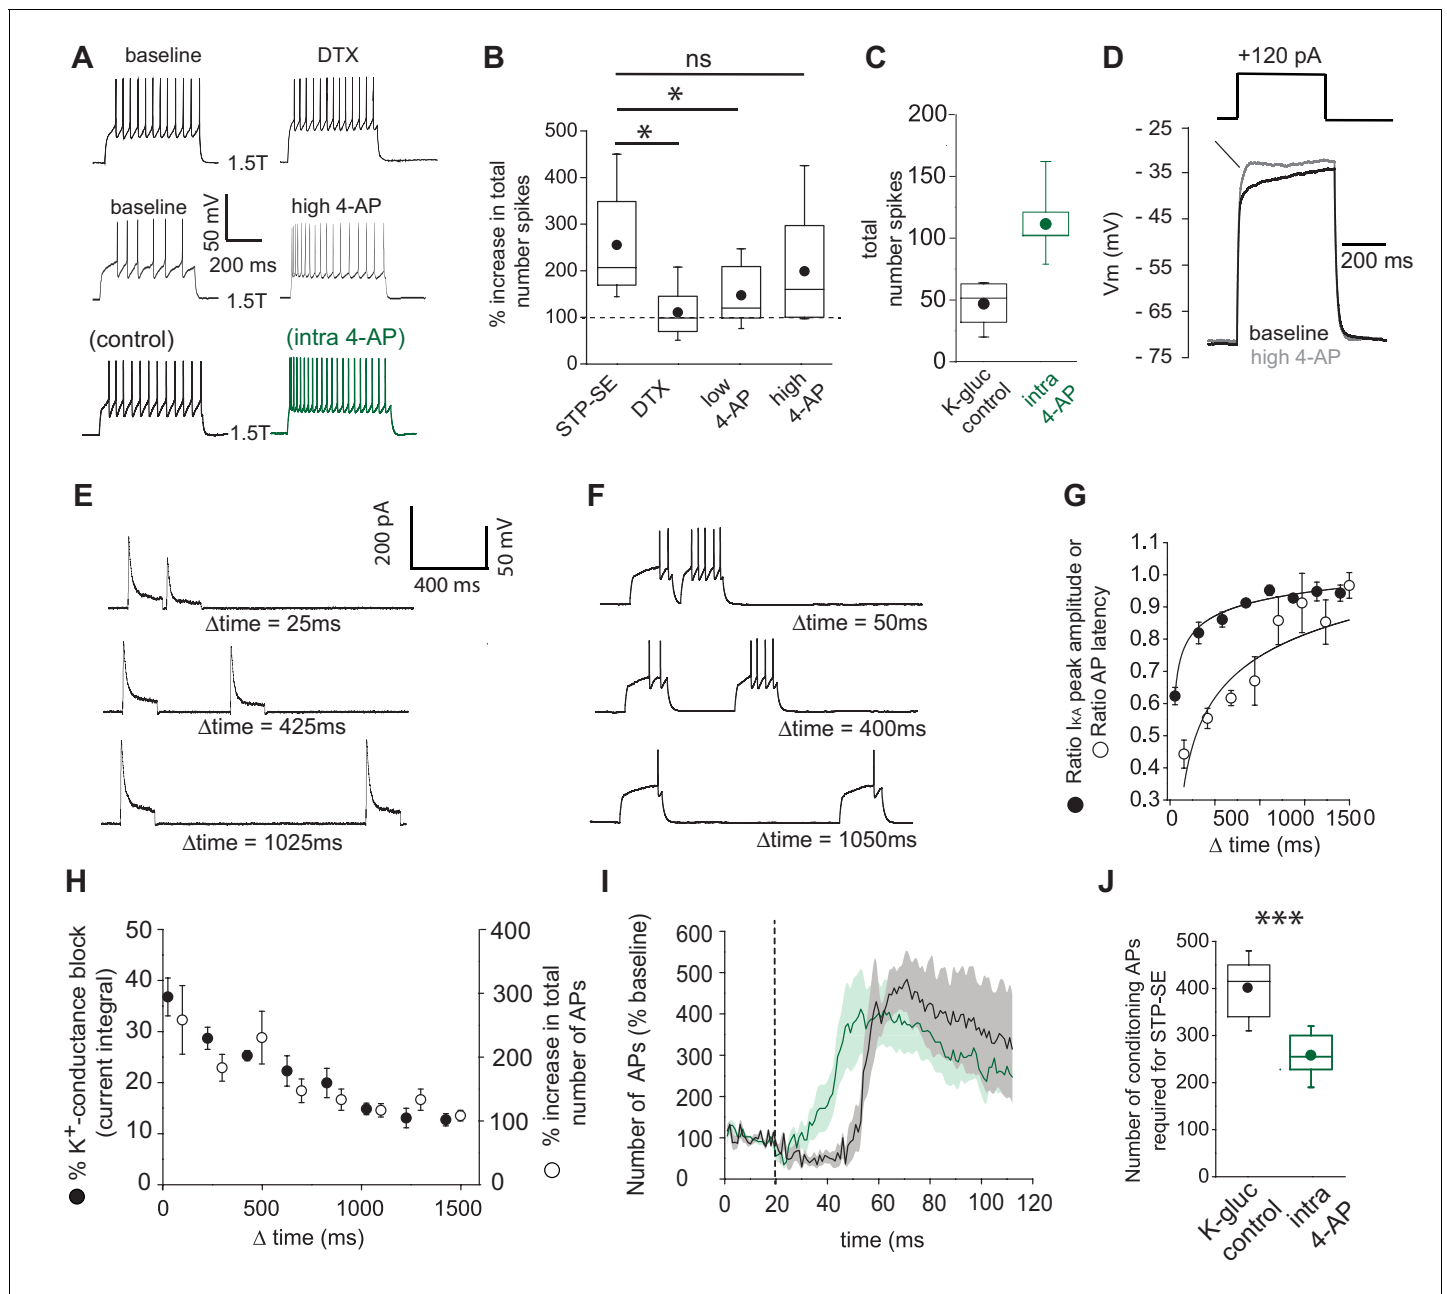 A
baseline
DTX
1.5T
baseline
50 mV
200 ms
high 4-AP
1.5T
(control)
(intra 4-AP)
1.5T
B
ns
*
*
% increase in total
number spikes
500
400
300
200
100
0
STP-SE
DTX
low
4-AP
high
4-AP
C
total
number spikes
200
150
100
50
0
K-gluc
control
intra
4-AP
D
+120 pA
Vm (mV)
- 25
- 35
- 45
- 55
- 65
- 75
200 ms
baseline
high 4-AP
E
200 pA
50 mV
400 ms
Δtime = 25ms
Δtime = 425ms
Δtime = 1025ms
F
Δtime = 50ms
Δtime = 400ms
Δtime = 1050ms
G
Ratio IKA peak amplitude or
Ratio AP latency
1.1
1.0
0.9
0.8
0.7
0.6
0.5
0.4
0.3
0 500 1000 1500
Δ time (ms)
H
% K+-conductance block
(current integral)
50
40
30
20
10
0
400
300
200
100
0
% increase in total
number of APs
0 500 1000 1500
Δ time (ms)
I
Number of APs (% baseline)
600
500
400
300
200
100
0
0 20 40 60 80 100 120
time (ms
J
***
Number of conditoning APs
required for STP-SE
500
400
300
200
100
0
K-gluc
control
intra
4-AP